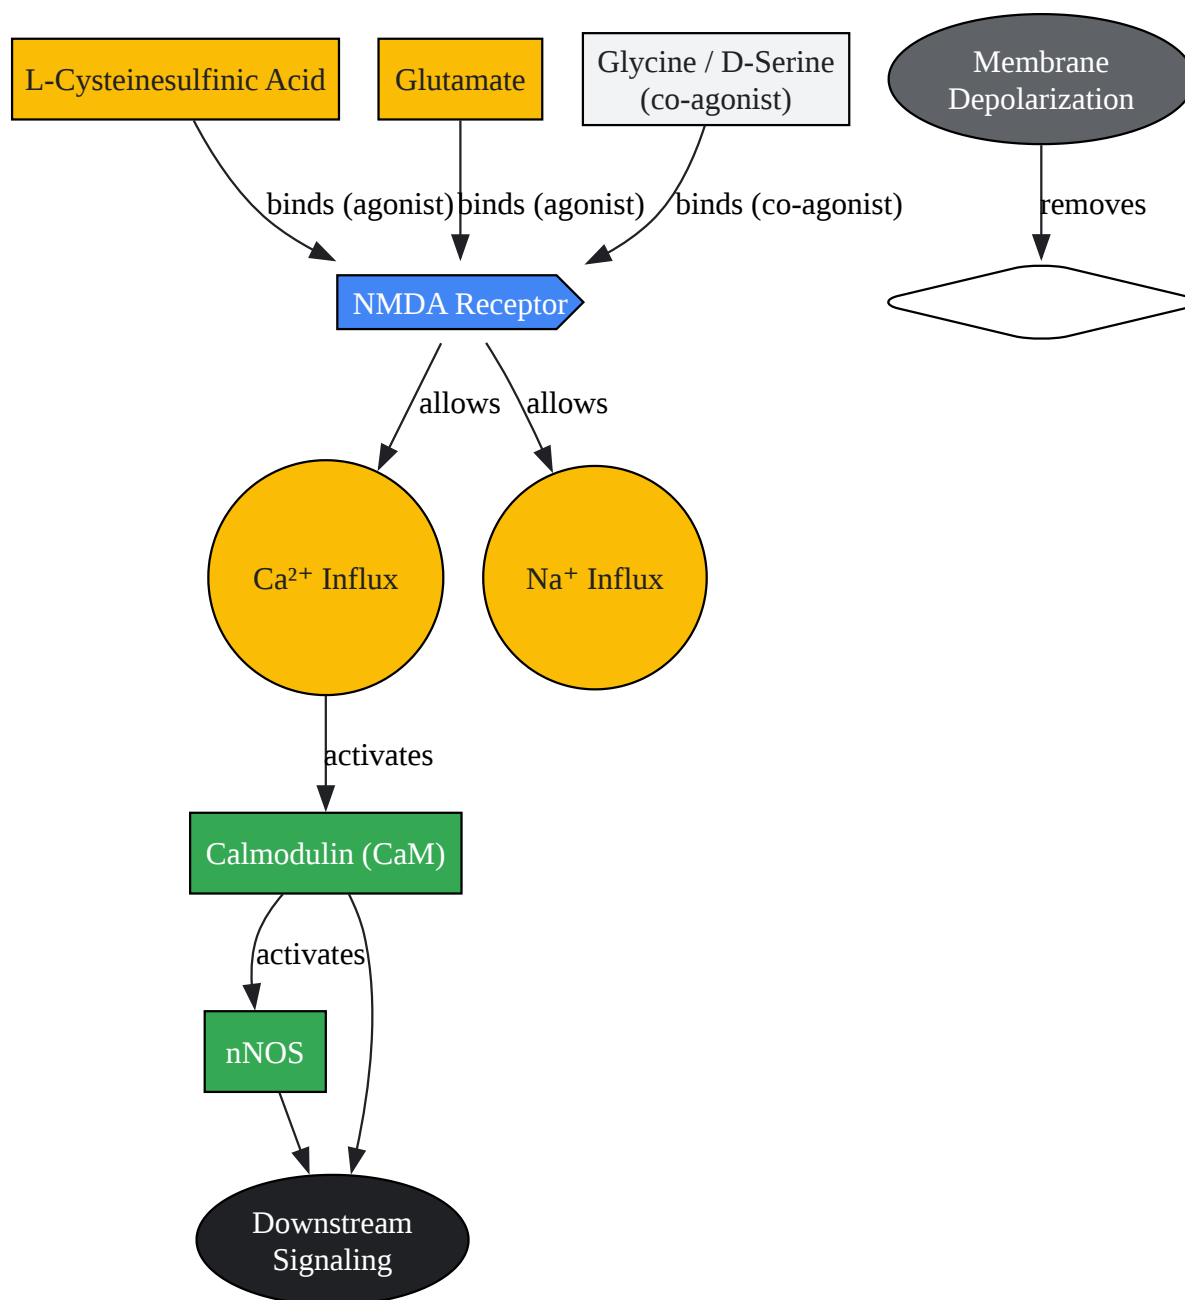 L-Cysteinesulfinic Acid
Glutamate
Glycine / D-Serine
(co-agonist)
Membrane
Depolarization
binds (agonist)
binds (agonist)
binds (co-agonist)
removes
NMDA Receptor
allows
allows
Ca²⁺ Influx
Na⁺ Influx
activates
Calmodulin (CaM)
activates
nNOS
Downstream
Signaling